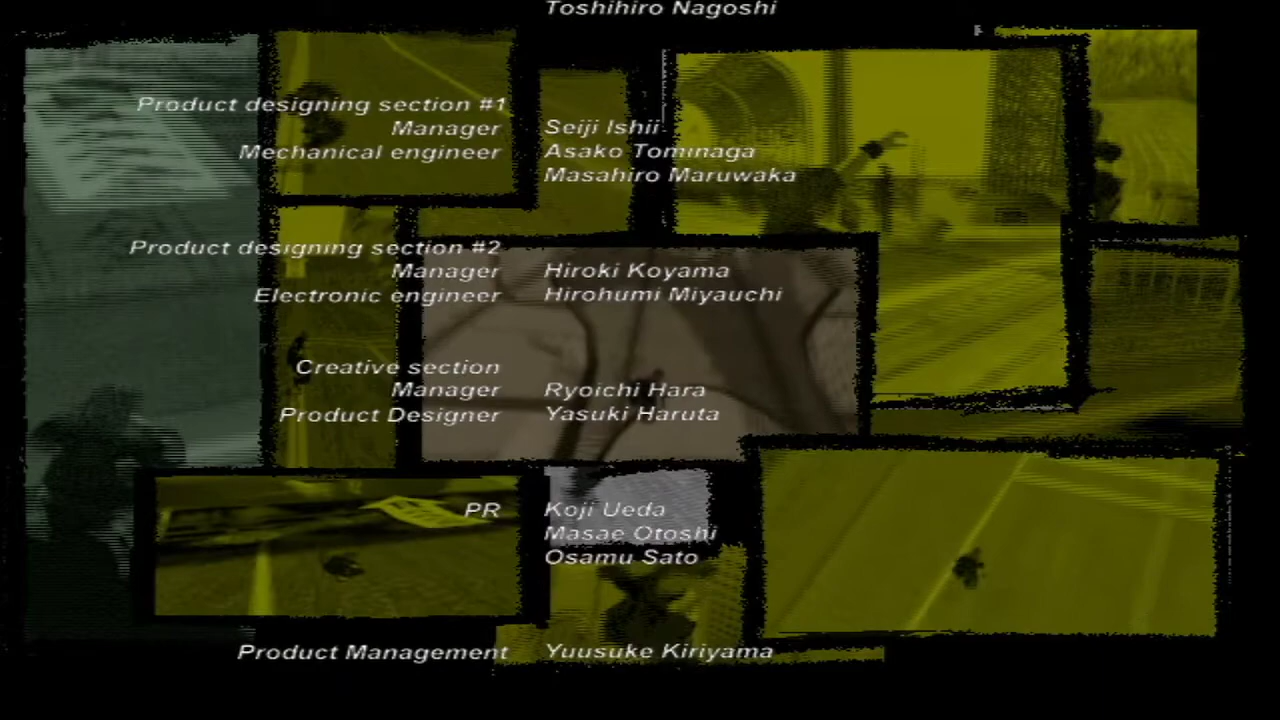 Toshihiro Nagoshi
Product designing section #1
Manager Seiji Ishii
Mechanical engineer Asako Tominaga
Masahiro Maruwaka
Product designing section #2
Manager Hiroki Koyama
Electronic engineer Hirohumi Miyauchi
Creative section
Manager Ryoichi Hara
Product Designer Yasuki Haruta
PR Koji Ueda
Masae Otoshi
Osamu Sato
Product Management Yuusuke Kiriyama